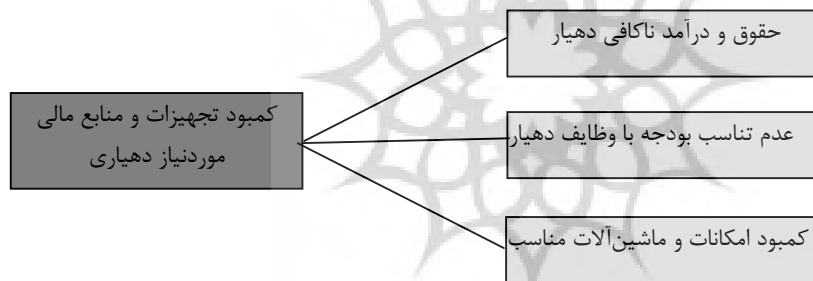 حقوق و درآمد ناکافی دهیار
کمبود تجهیزات و منابع مالی
موردنیاز دهیاری
عدم تناسب بودجه با وظایف دهیار
کمبود امکانات و ماشین‌آلات مناسب